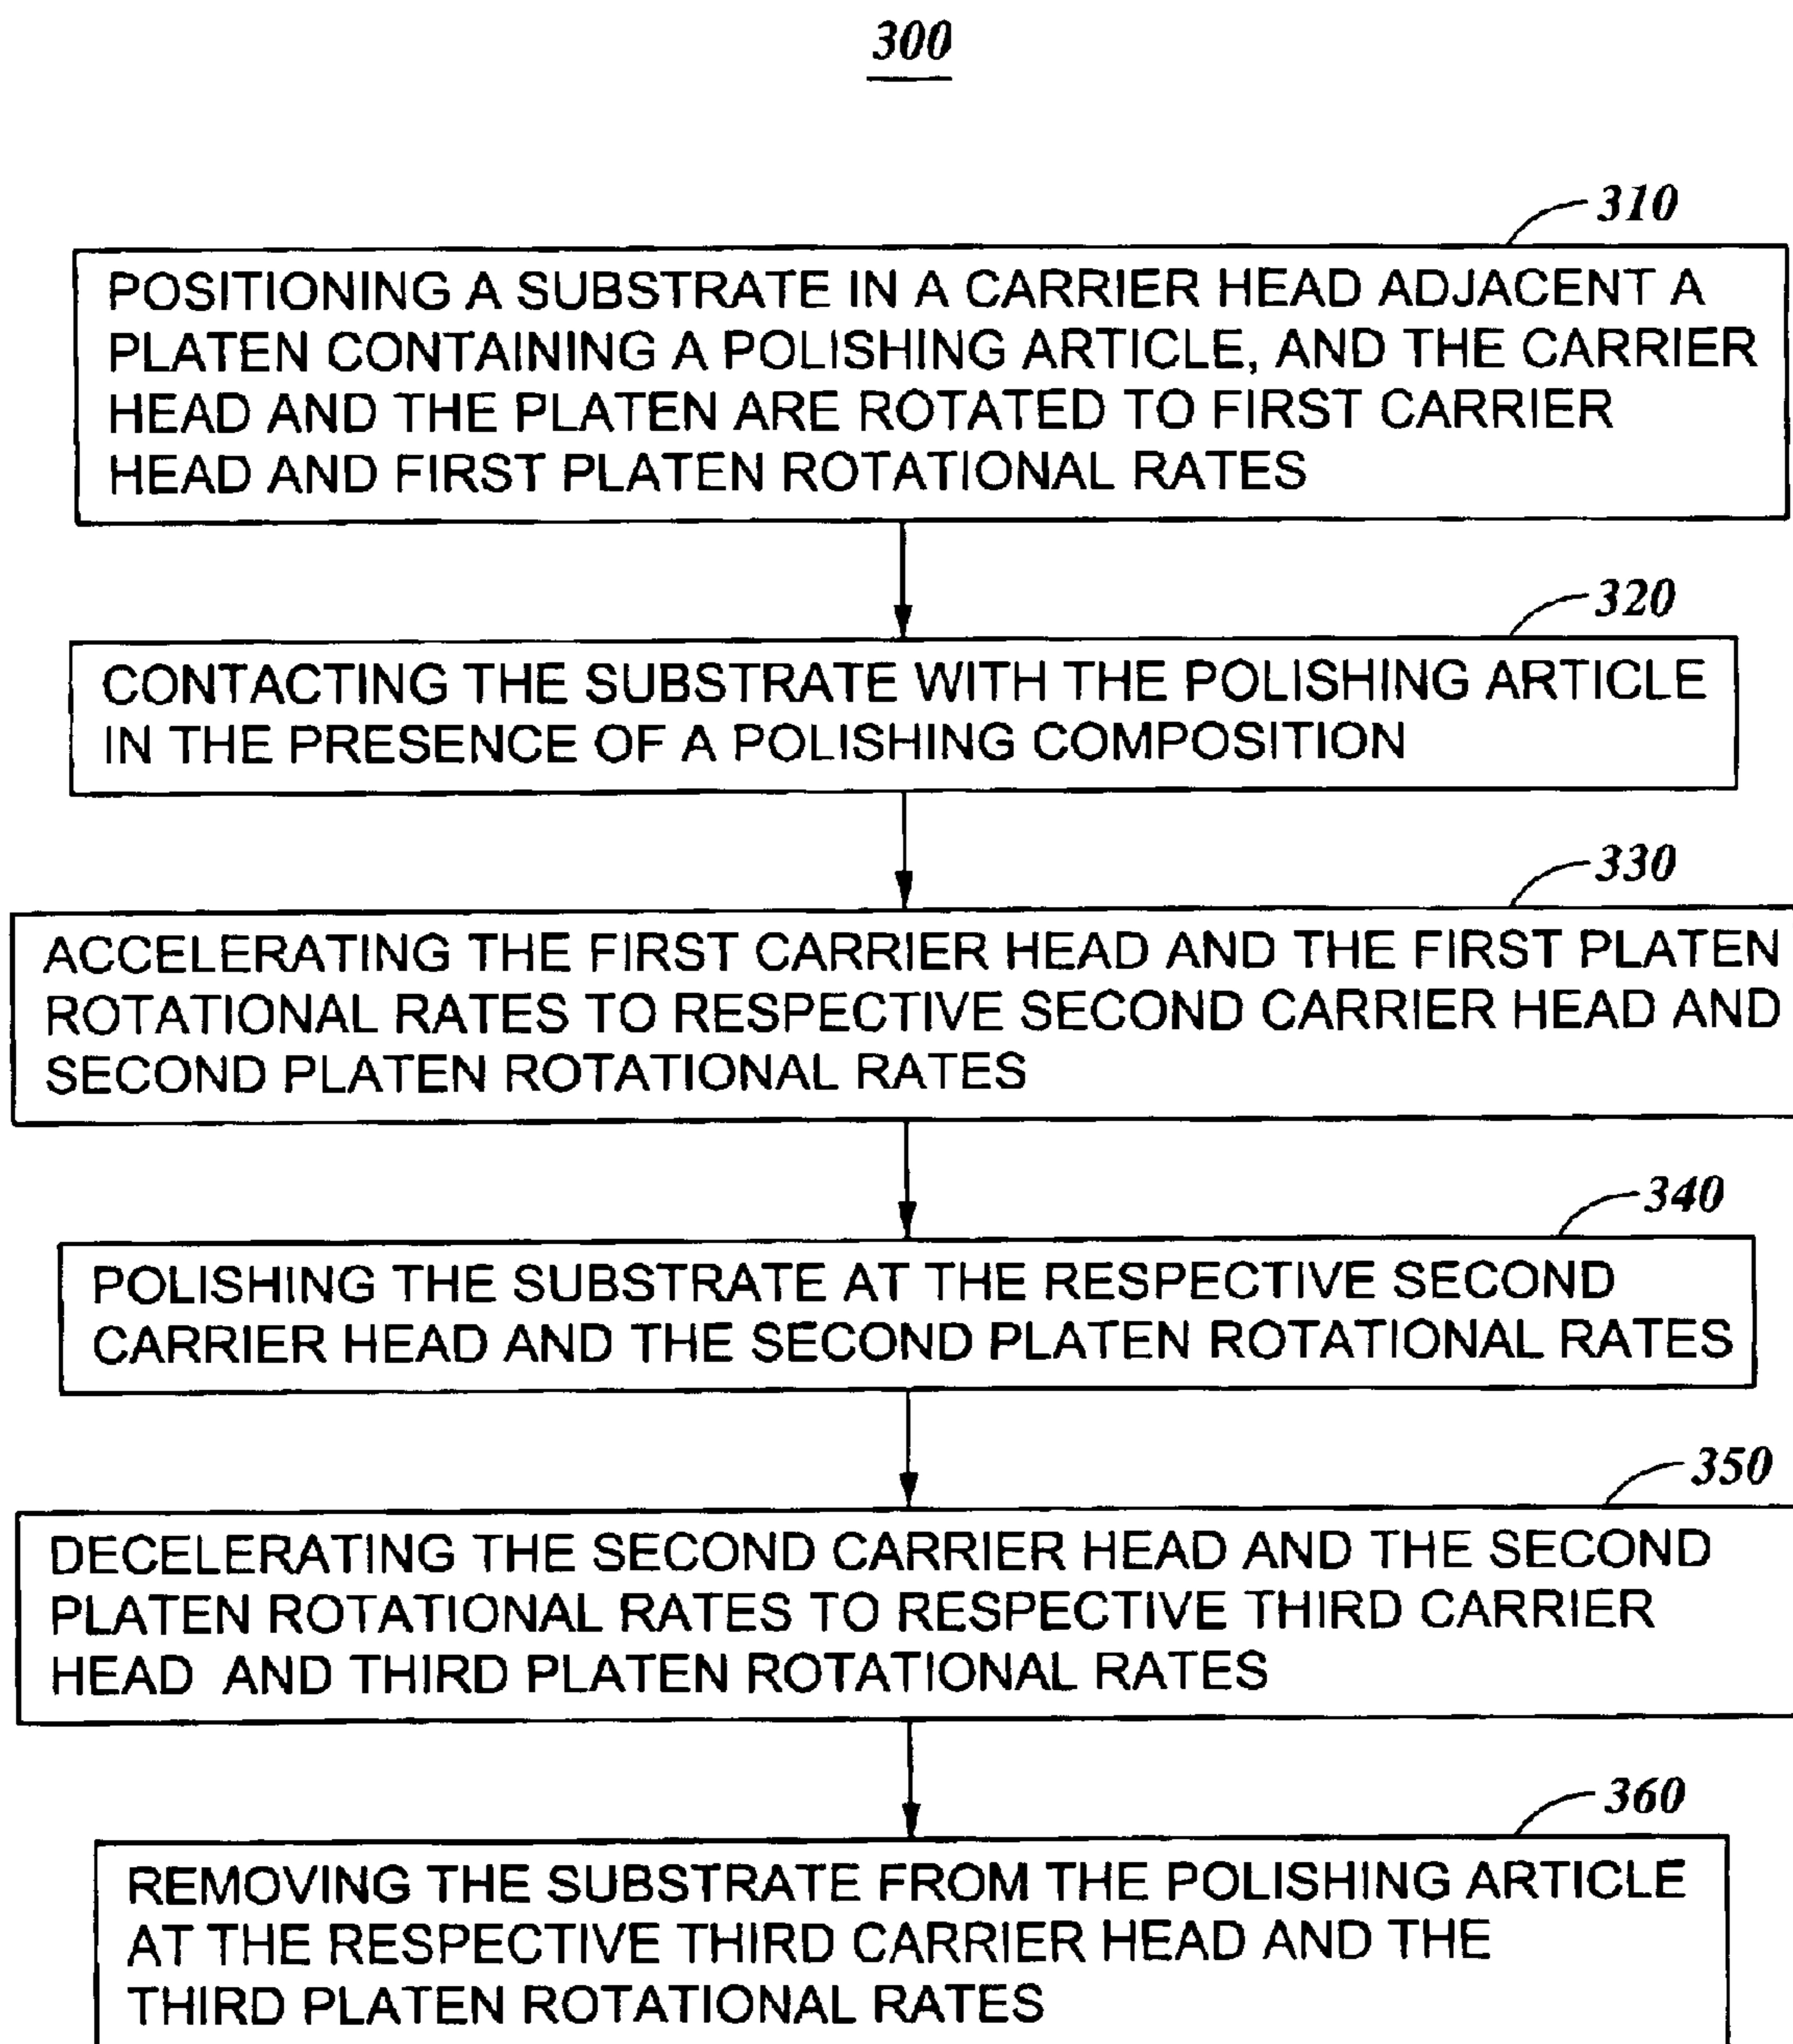 300
310
POSITIONING A SUBSTRATE IN A CARRIER HEAD ADJACENT A
PLATEN CONTAINING A POLISHING ARTICLE, AND THE CARRIER
HEAD AND THE PLATEN ARE ROTATED TO FIRST CARRIER
HEAD AND FIRST PLATEN ROTATIONAL RATES
320
CONTACTING THE SUBSTRATE WITH THE POLISHING ARTICLE
IN THE PRESENCE OF A POLISHING COMPOSITION
330
ACCELERATING THE FIRST CARRIER HEAD AND THE FIRST PLATEN
ROTATIONAL RATES TO RESPECTIVE SECOND CARRIER HEAD AND
SECOND PLATEN ROTATIONAL RATES
340
POLISHING THE SUBSTRATE AT THE RESPECTIVE SECOND
CARRIER HEAD AND THE SECOND PLATEN ROTATIONAL RATES
350
DECELERATING THE SECOND CARRIER HEAD AND THE SECOND
PLATEN ROTATIONAL RATES TO RESPECTIVE THIRD CARRIER
HEAD AND THIRD PLATEN ROTATIONAL RATES
360
REMOVING THE SUBSTRATE FROM THE POLISHING ARTICLE
AT THE RESPECTIVE THIRD CARRIER HEAD AND THE
THIRD PLATEN ROTATIONAL RATES